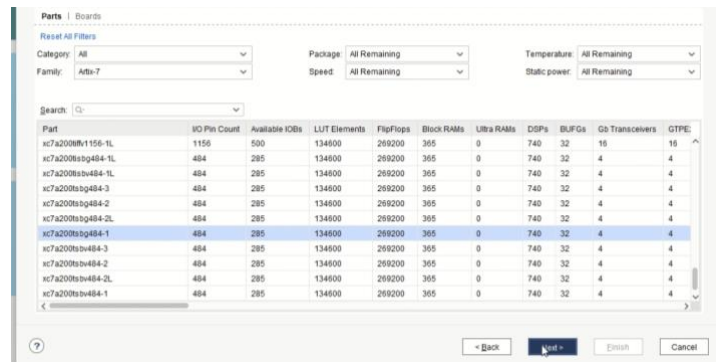 Parts | Boards
Reset All Filters
Category: All Package: All Remaining Temperature: All Remaining
Family: Artix-7 Speed: All Remaining Static power: All Remaining
Search: Q-
Part I/O Pin Count Available IOBs LUT Elements FlipFlops Block RAMs Ultra RAMs DSPs BUFGs Gb Transceivers GTPE
xc7a200tiffv1156-1L 1156 500 134600 269200 365 0 740 32 16 16
xc7a200tisbg484-1L 484 285 134600 269200 365 0 740 32 4 4
xc7a200tisbv484-1L 484 285 134600 269200 365 0 740 32 4 4
xc7a200tsbg484-3 484 285 134600 269200 365 0 740 32 4 4
xc7a200tsbg484-2 484 285 134600 269200 365 0 740 32 4 4
xc7a200tsbg484-2L 484 285 134600 269200 365 0 740 32 4 4
xc7a200tsbg484-1 484 285 134600 269200 365 0 740 32 4 4
xc7a200tsbv484-3 484 285 134600 269200 365 0 740 32 4 4
xc7a200tsbv484-2 484 285 134600 269200 365 0 740 32 4 4
xc7a200tsbv484-2L 484 285 134600 269200 365 0 740 32 4 4
xc7a200tsbv484-1 484 285 134600 269200 365 0 740 32 4 4
? < Back Next > Finish Cancel